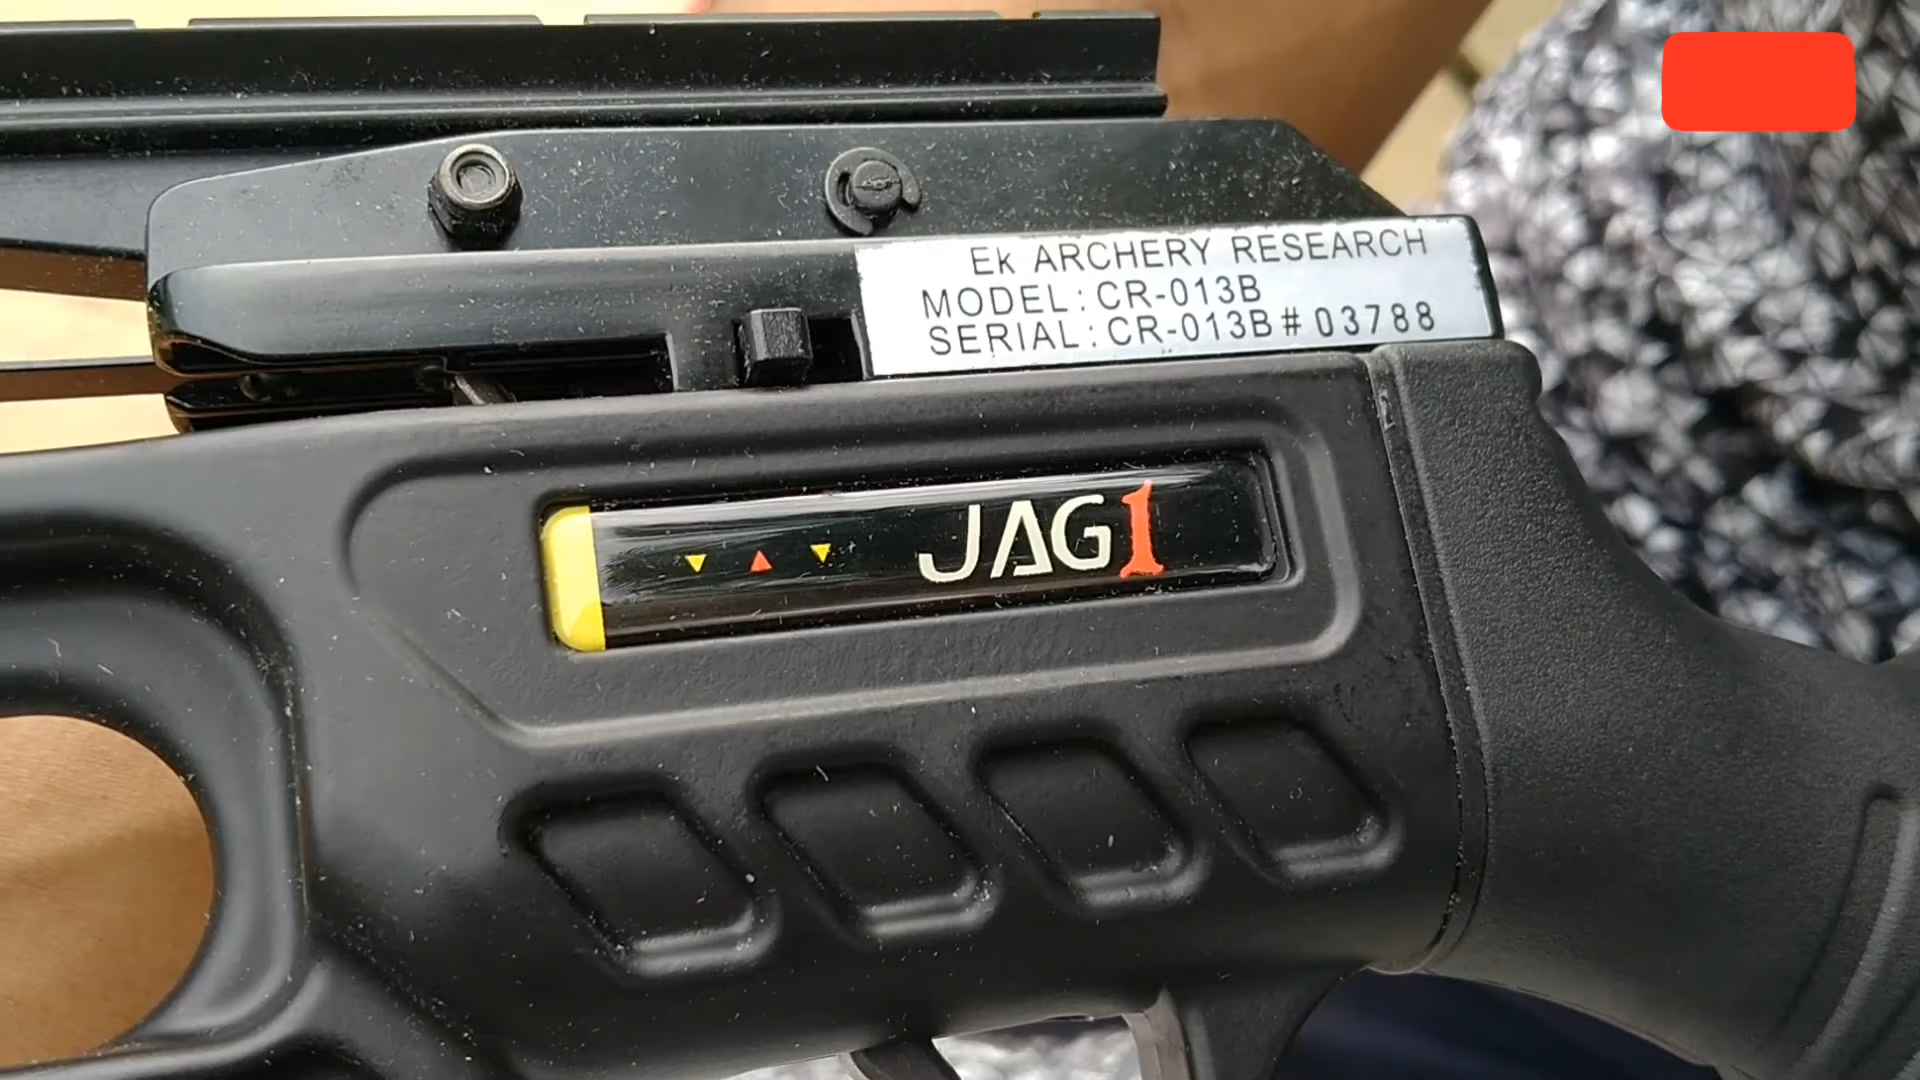 Ek ARCHERY RESEARCH
MODEL: CR-013B
SERIAL: CR-013B # 03788
JAG1